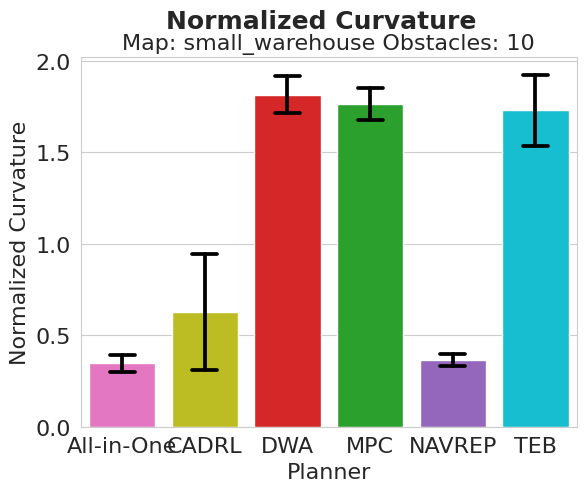 Normalized Curvature
Map: small_warehouse Obstacles: 10
Normalized Curvature
2.0
1.5
1.0
0.5
0.0
All-in-One CADRL DWA MPC NAVREP TEB
Planner